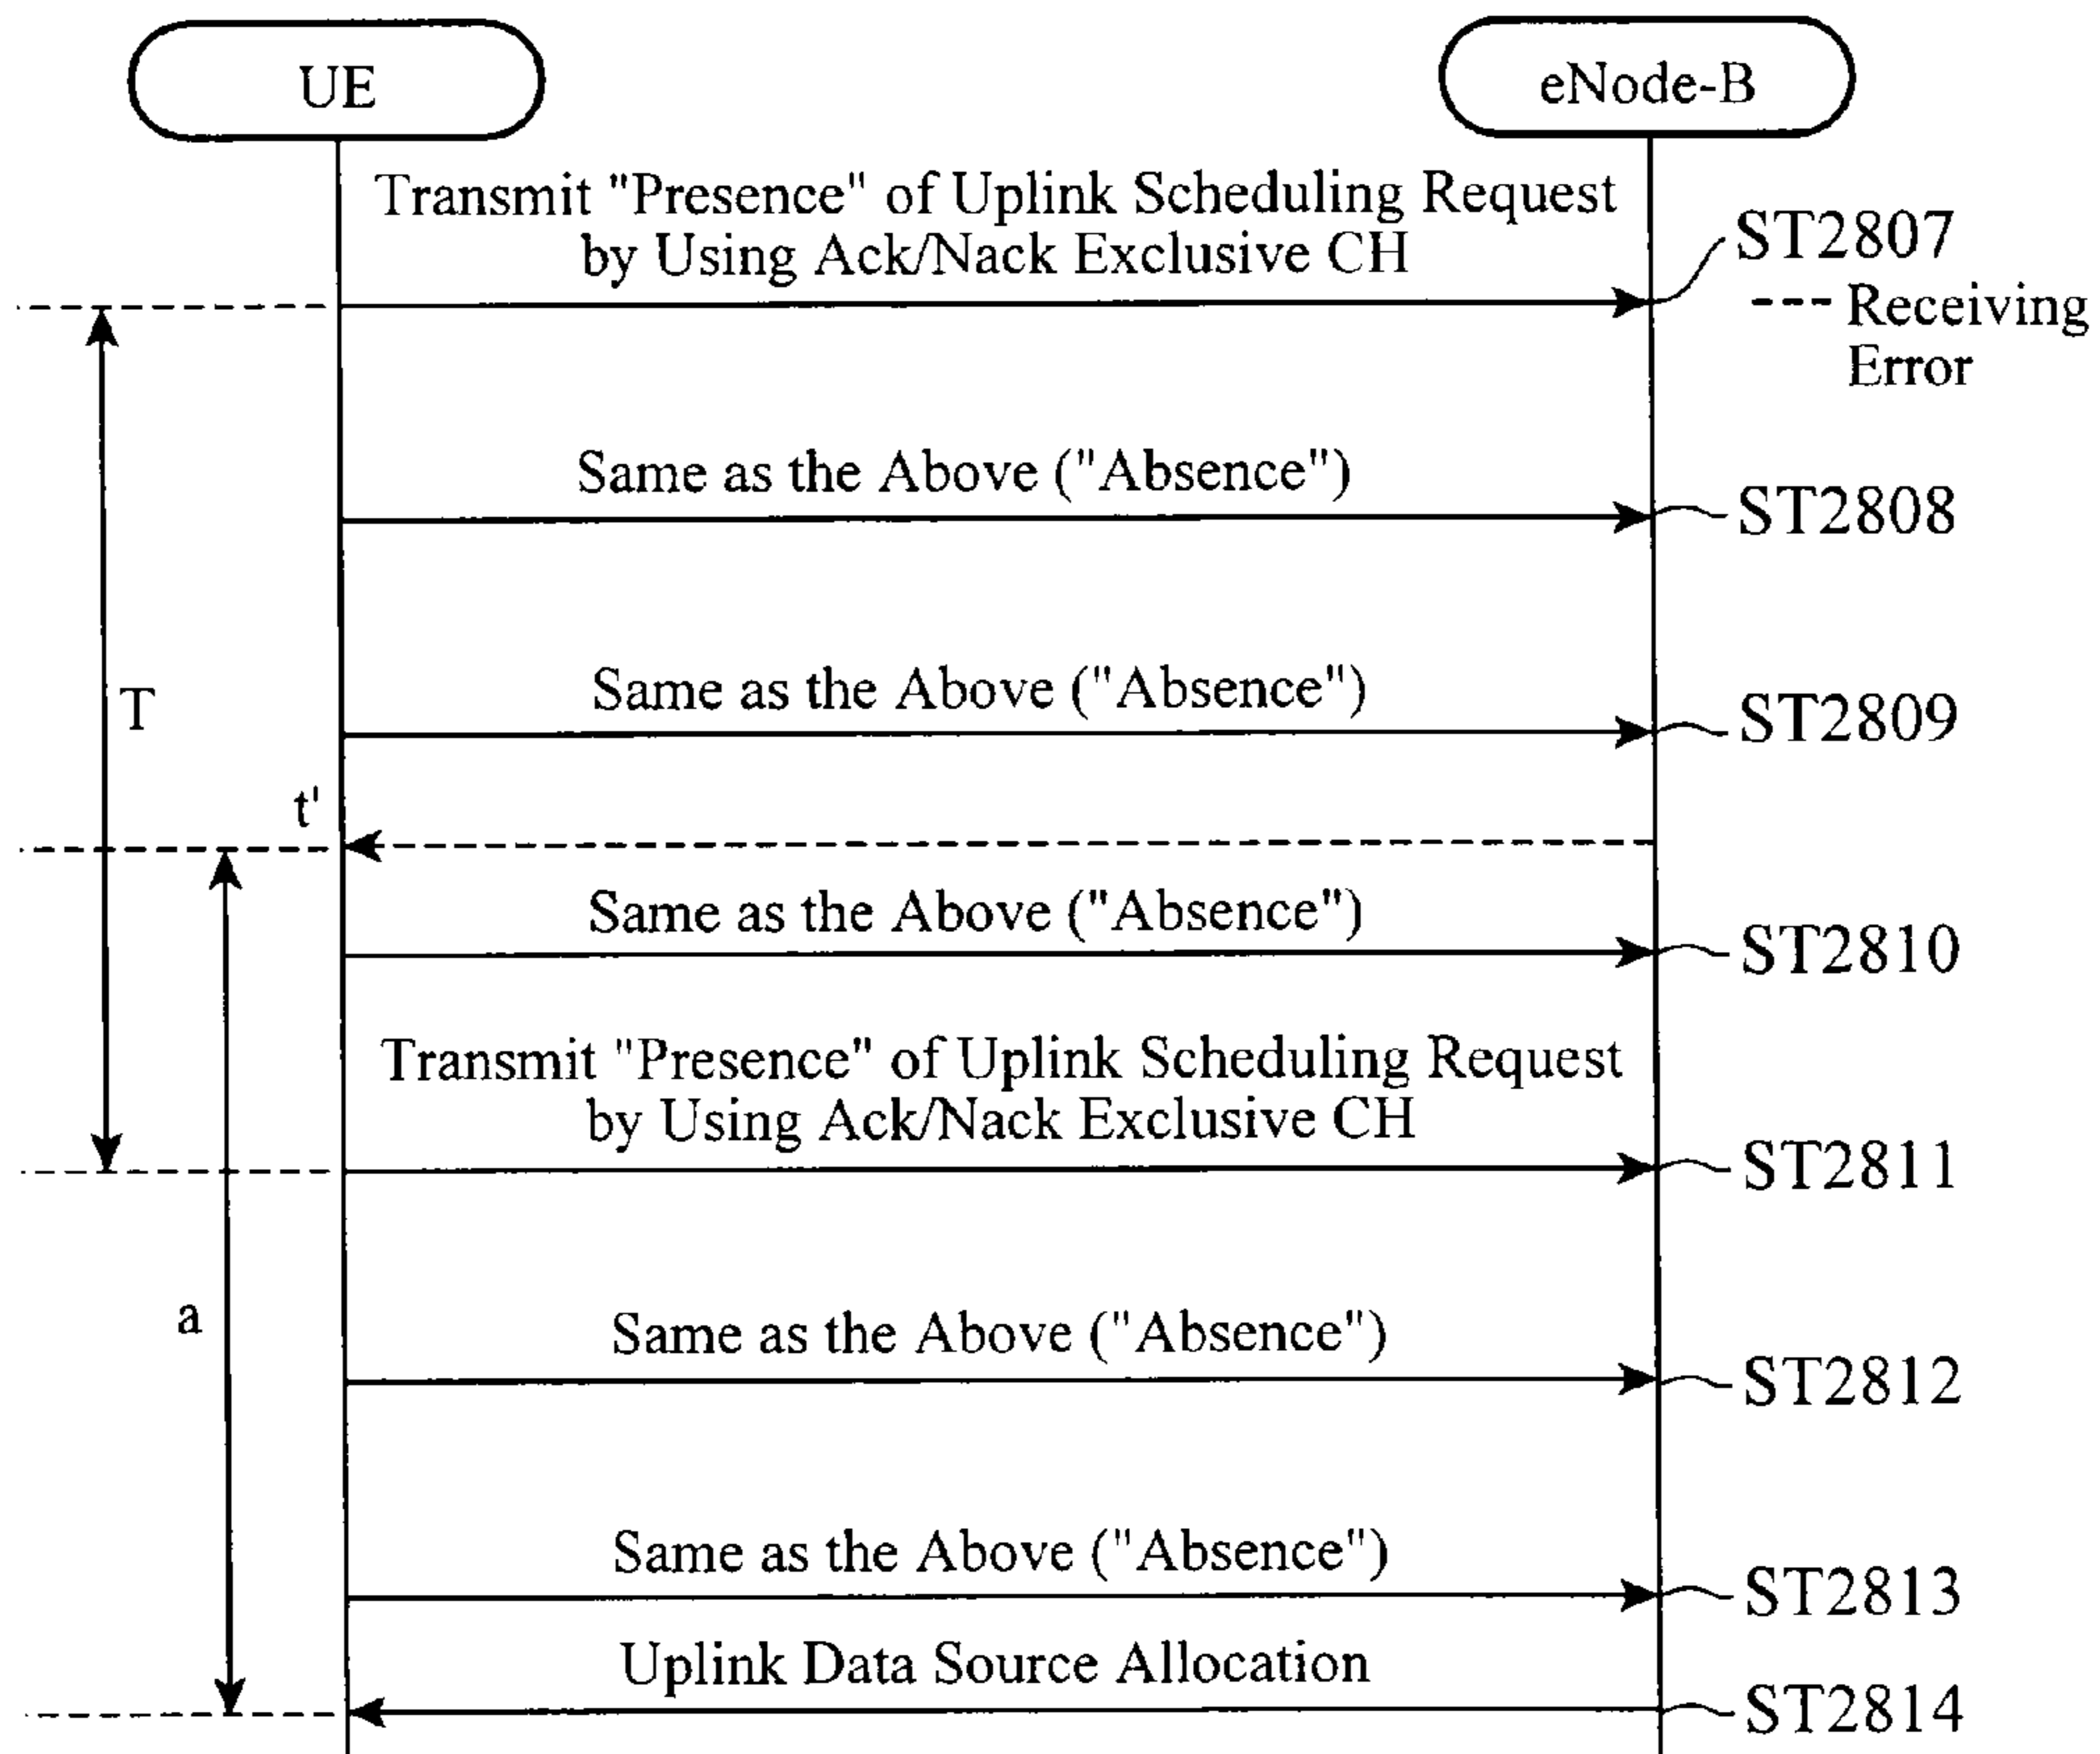 UE
eNode-B
Transmit "Presence" of Uplink Scheduling Request
by Using Ack/Nack Exclusive CH
ST2807
--- Receiving
Error
Same as the Above ("Absence")
ST2808
Same as the Above ("Absence")
ST2809
T
t'
Same as the Above ("Absence")
ST2810
Transmit "Presence" of Uplink Scheduling Request
by Using Ack/Nack Exclusive CH
ST2811
a
Same as the Above ("Absence")
ST2812
Same as the Above ("Absence")
ST2813
Uplink Data Source Allocation
ST2814